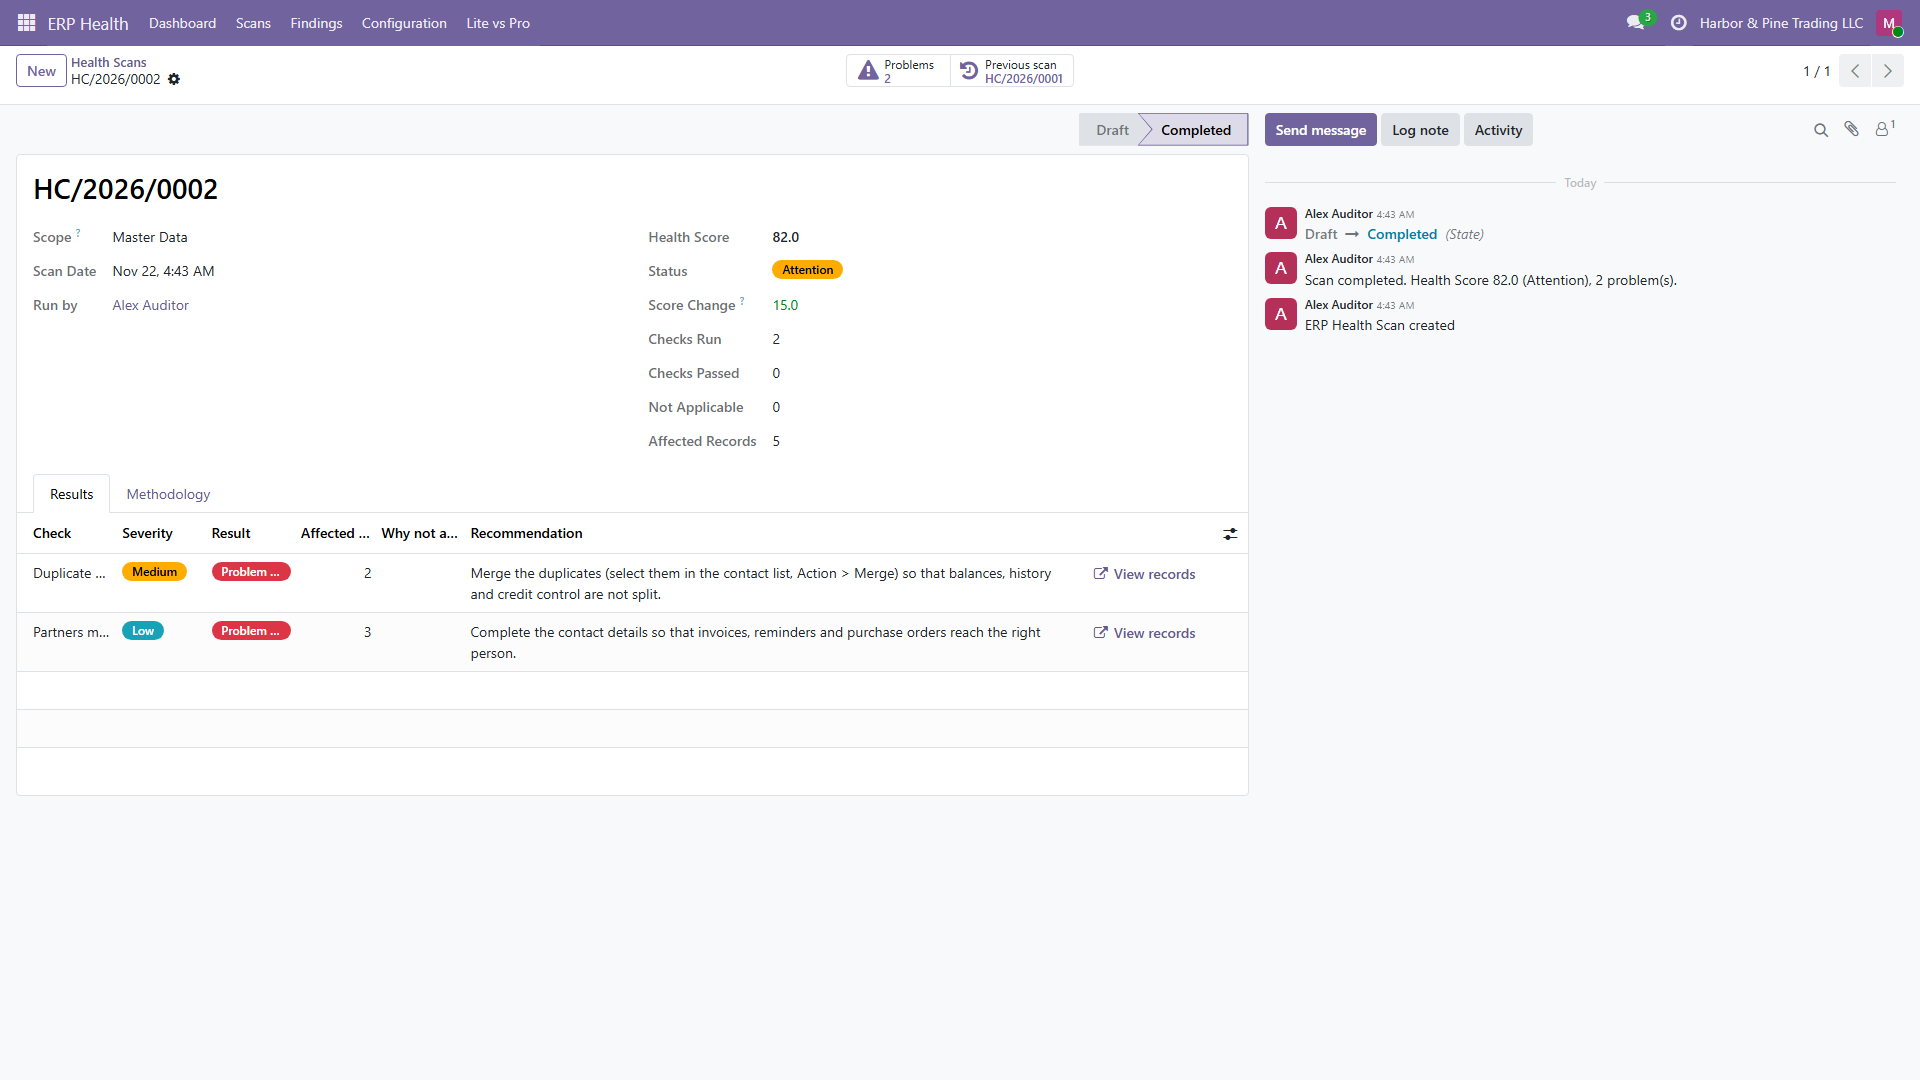 ERP Health Dashboard Scans Findings Configuration Lite vs Pro 3 Harbor & Pine Trading LLC M
New
Health Scans
HC/2026/0002
Problems
2
Previous scan
HC/2026/0001
1 / 1
Draft Completed
Send message Log note Activity 1
HC/2026/0002
Scope ? Master Data
Scan Date Nov 22, 4:43 AM
Run by Alex Auditor
Health Score 82.0
Status Attention
Score Change ? 15.0
Checks Run 2
Checks Passed 0
Not Applicable 0
Affected Records 5
Results Methodology
Check Severity Result Affected ... Why not a... Recommendation
Duplicate ... Medium Problem ... 2 Merge the duplicates (select them in the contact list, Action > Merge) so that balances, history
and credit control are not split.
View records
Partners m... Low Problem ... 3 Complete the contact details so that invoices, reminders and purchase orders reach the right
person.
View records
Today
A Alex Auditor 4:43 AM
Draft → Completed (State)
A Alex Auditor 4:43 AM
Scan completed. Health Score 82.0 (Attention), 2 problem(s).
A Alex Auditor 4:43 AM
ERP Health Scan created